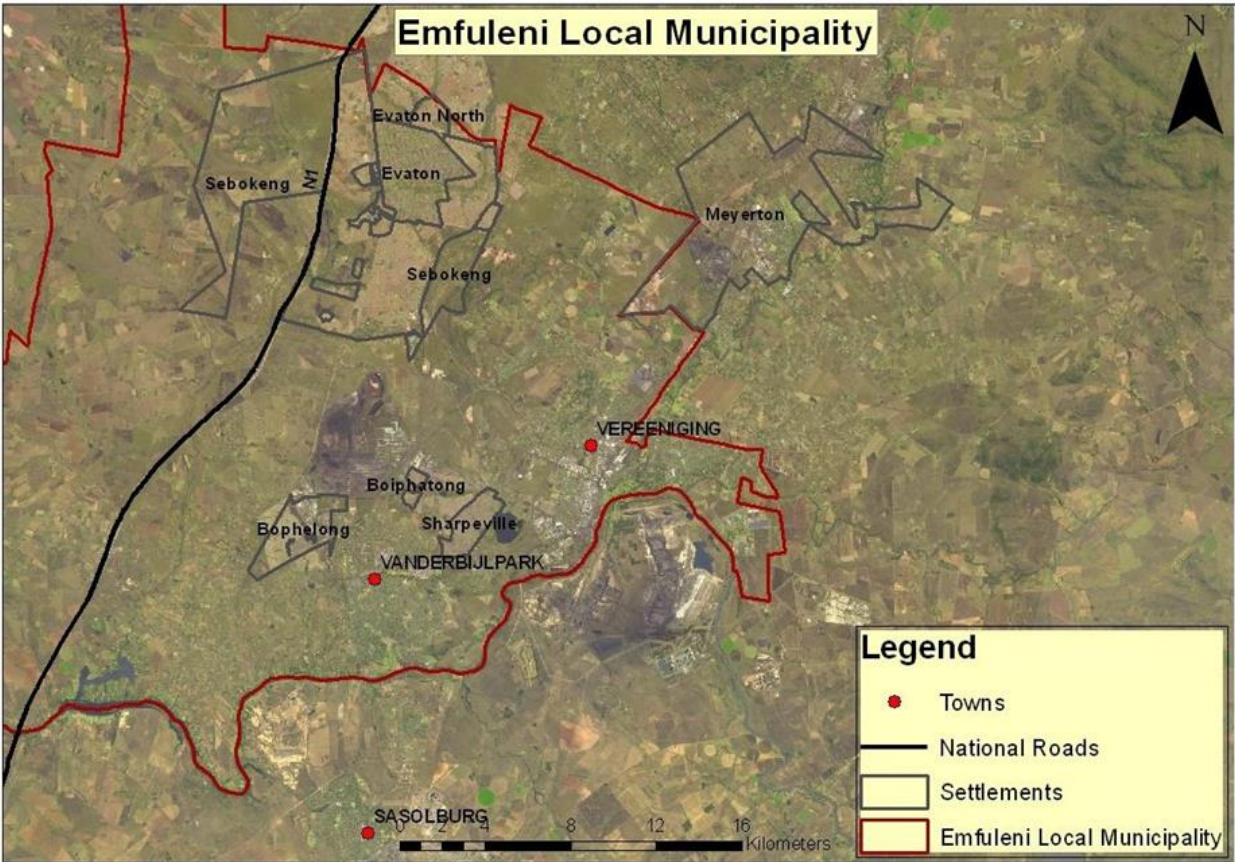 Emfuleni Local Municipality
N
Evaton North
Evaton
Sebokeng
N1
Meyerton
Sebokeng
VEREENIGING
Boiphatong
Sharpeville
Bophelong
VANDERBIJLPARK
SASOLBURG
0 2 4 8 12 16
Kilometers
Legend
Towns
National Roads
Settlements
Emfuleni Local Municipality